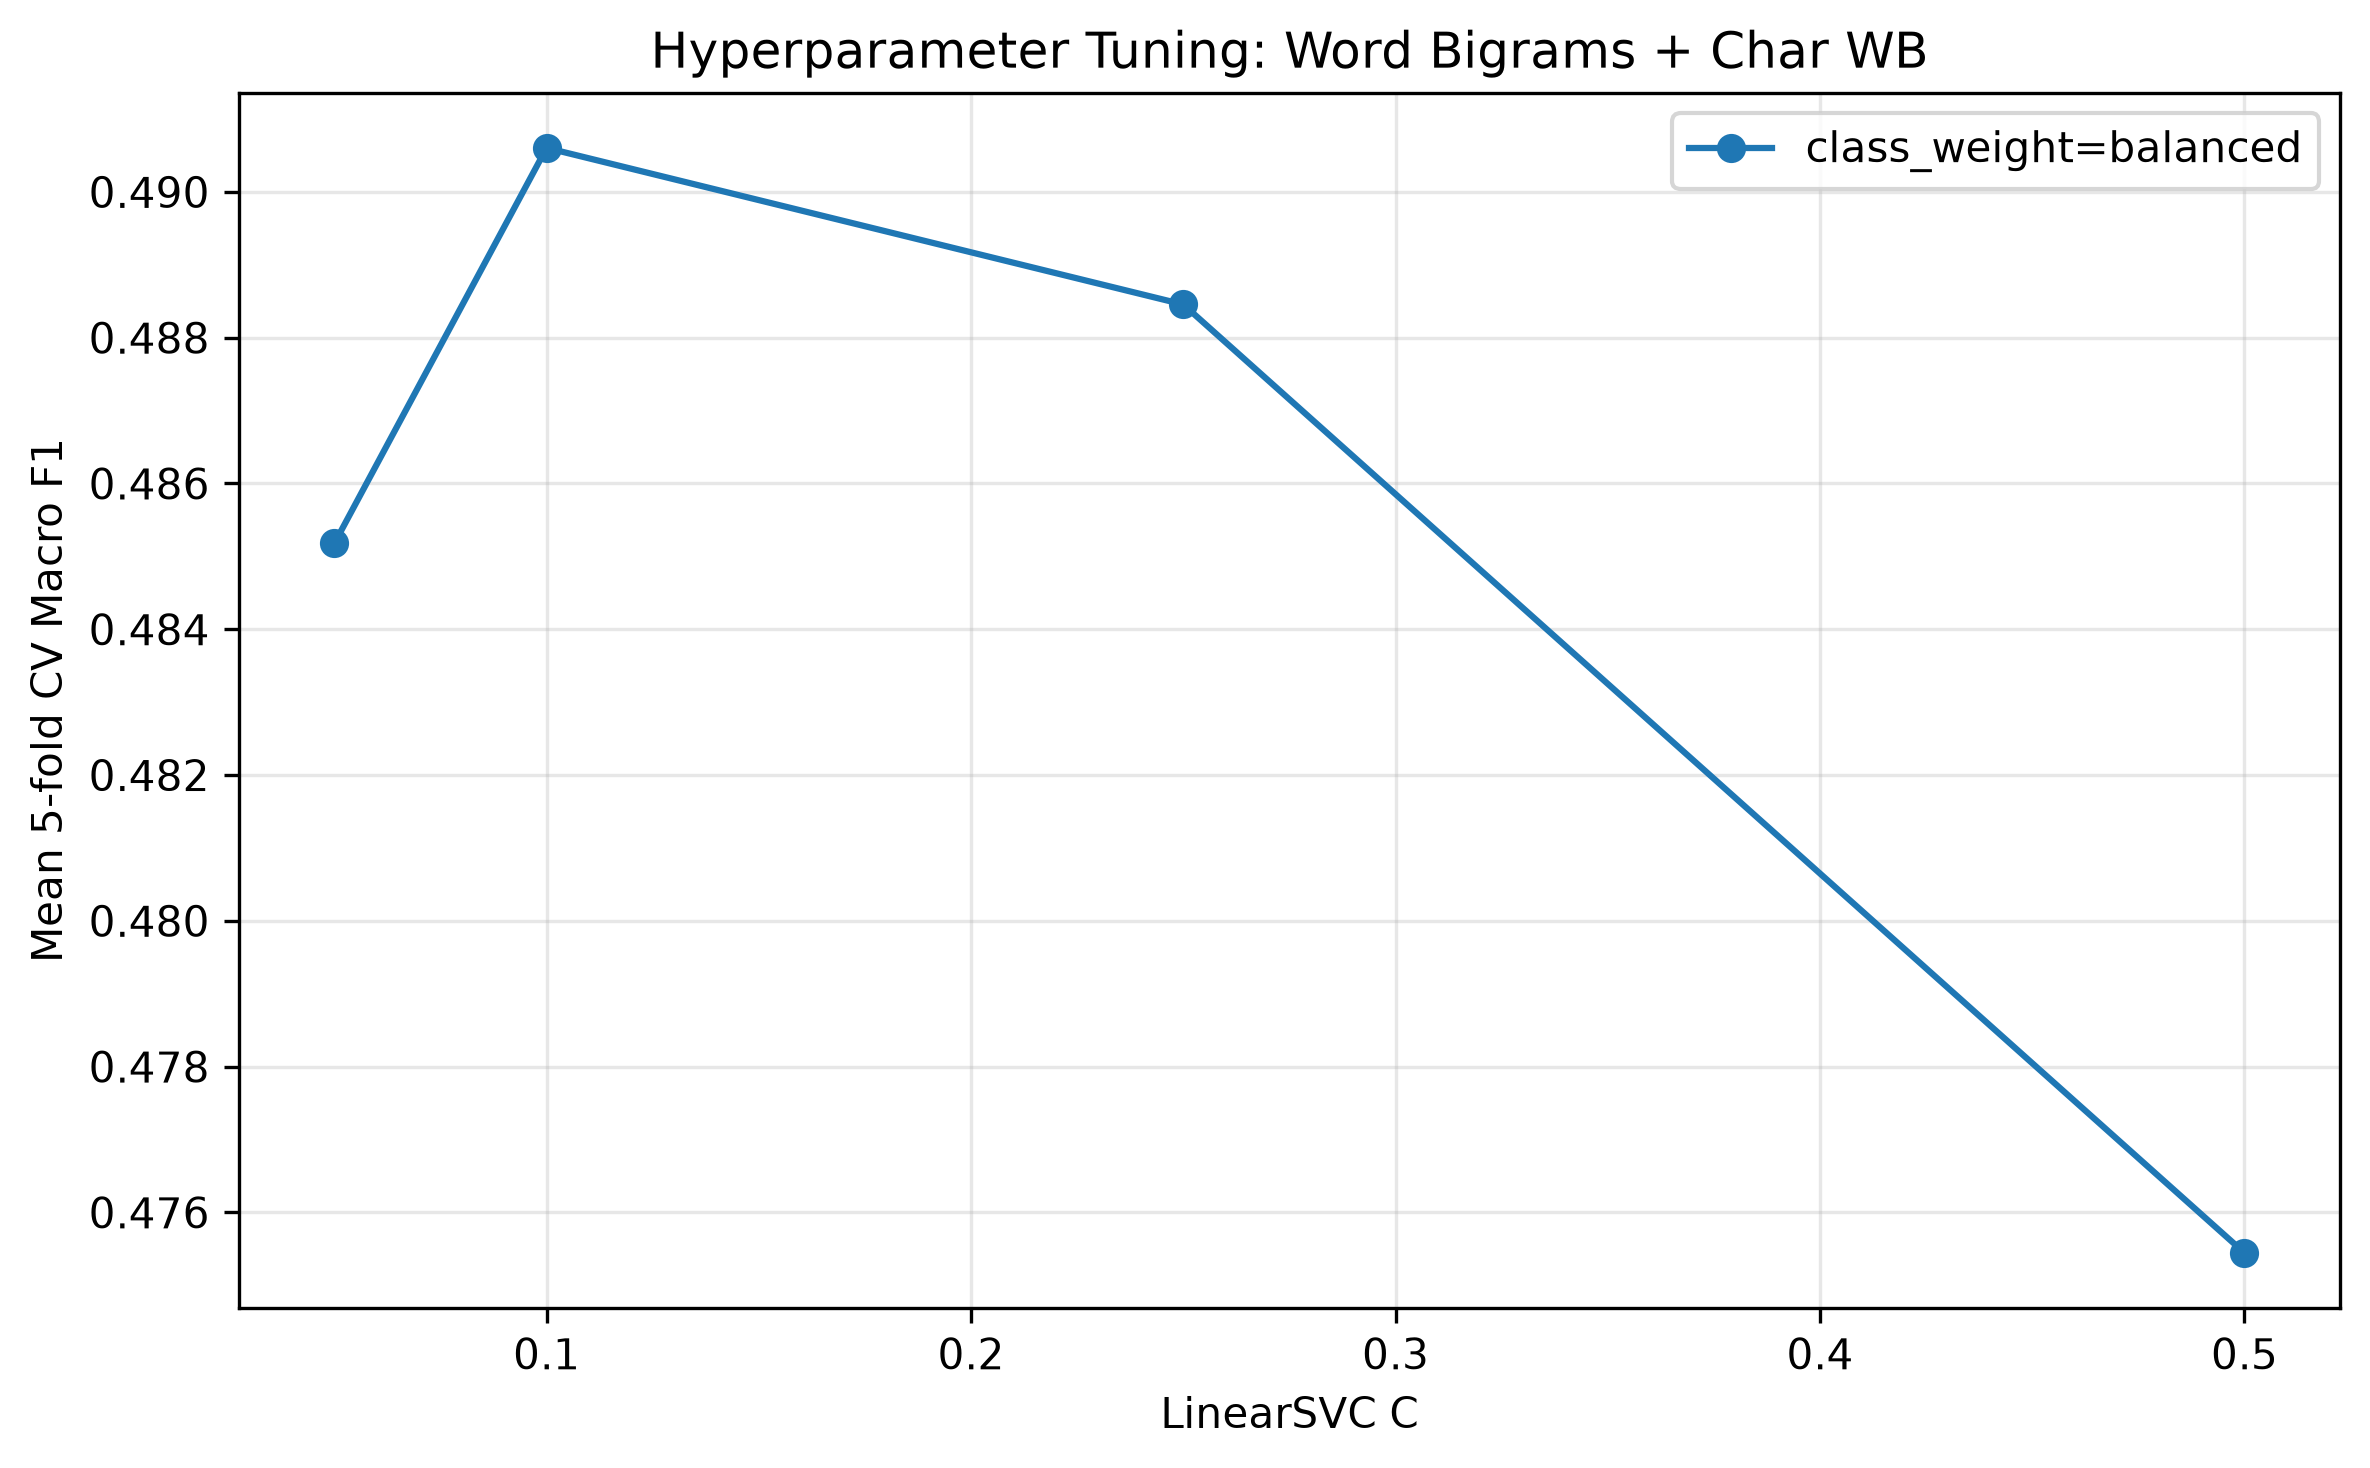 Hyperparameter Tuning: Word Bigrams + Char WB
class_weight=balanced
Mean 5-fold CV Macro F1
0.490
0.488
0.486
0.484
0.482
0.480
0.478
0.476
0.1 0.2 0.3 0.4 0.5
LinearSVC C